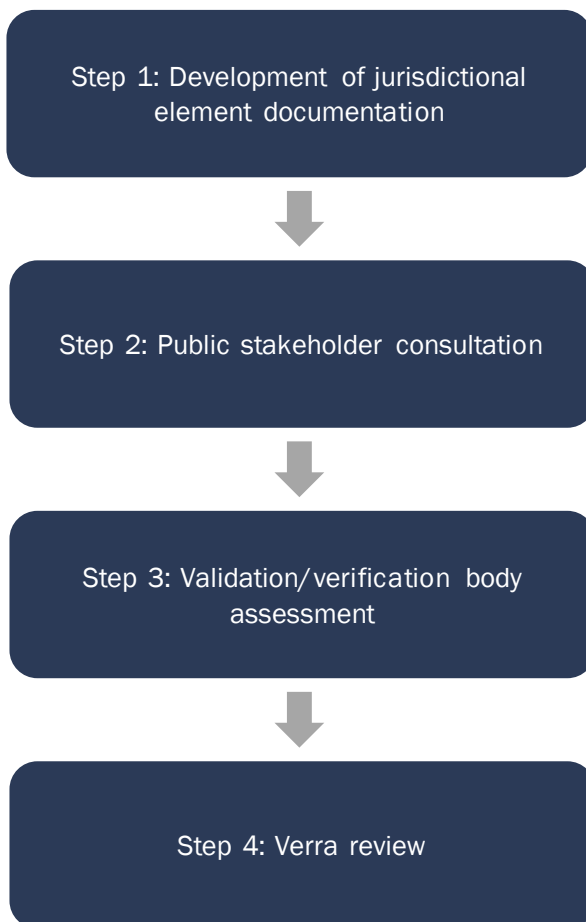 Step 1: Development of jurisdictional
element documentation
Step 2: Public stakeholder consultation
Step 3: Validation/verification body
assessment
Step 4: Verra review